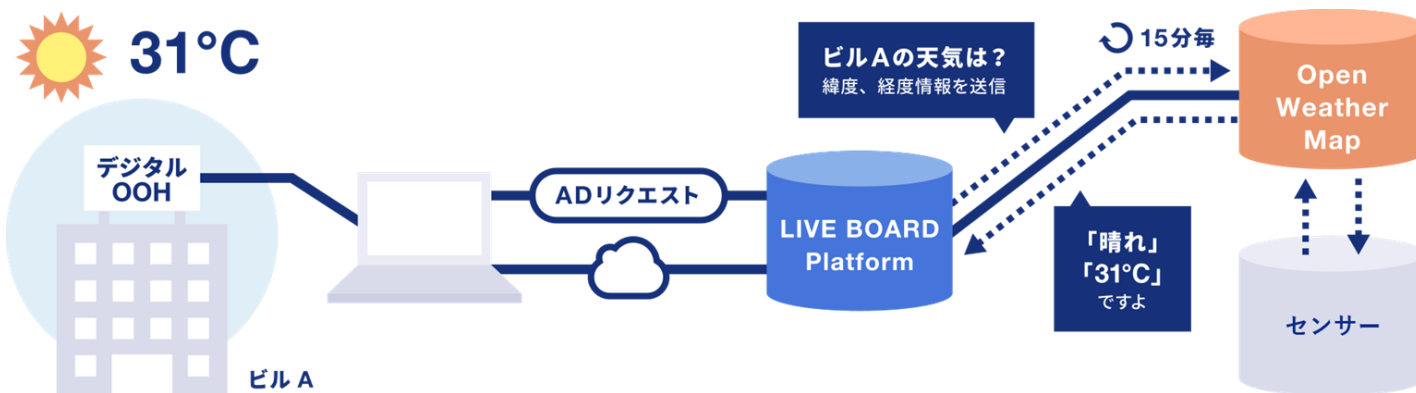 31°C
デジタル
OOH
ビル A
ADリクエスト
LIVE BOARD
Platform
ビルAの天気は？
緯度、経度情報を送信
15分毎
「晴れ」
「31°C」
ですよ
Open
Weather
Map
センサー